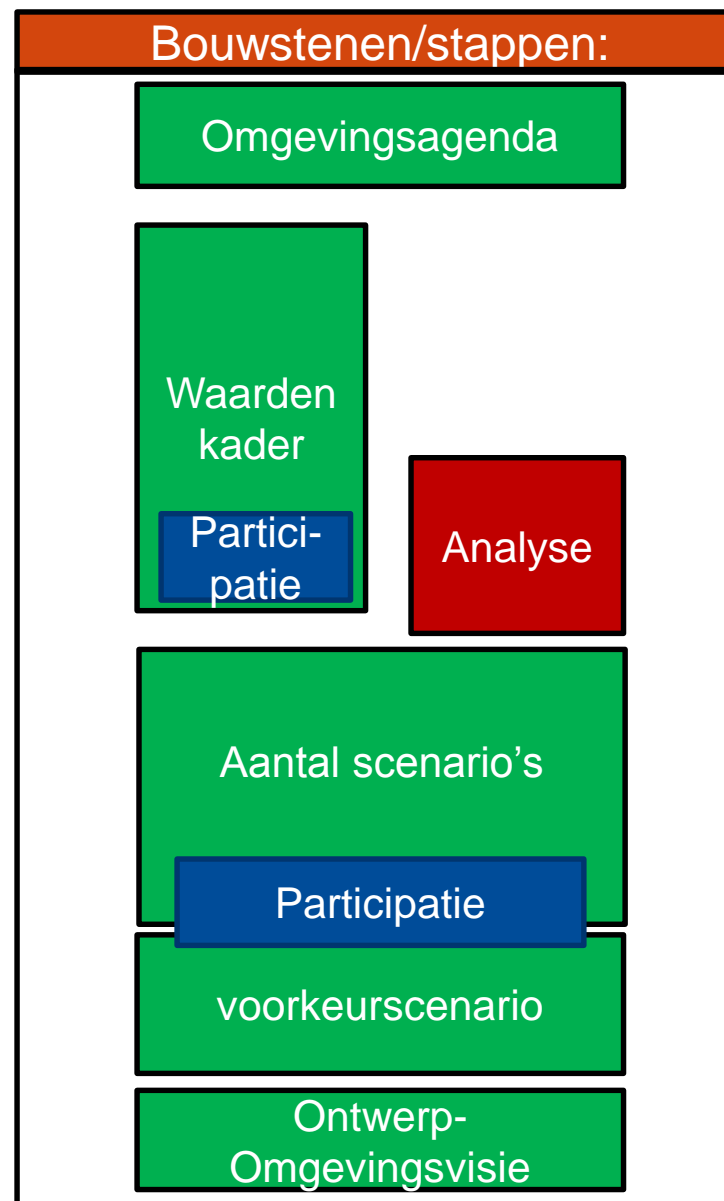 Bouwstenen/stappen:
Omgevingsagenda
Waarden
kader
Partici-
patie
Analyse
Aantal scenario’s
Participatie
voorkeurscenario
Ontwerp-
Omgevingsvisie